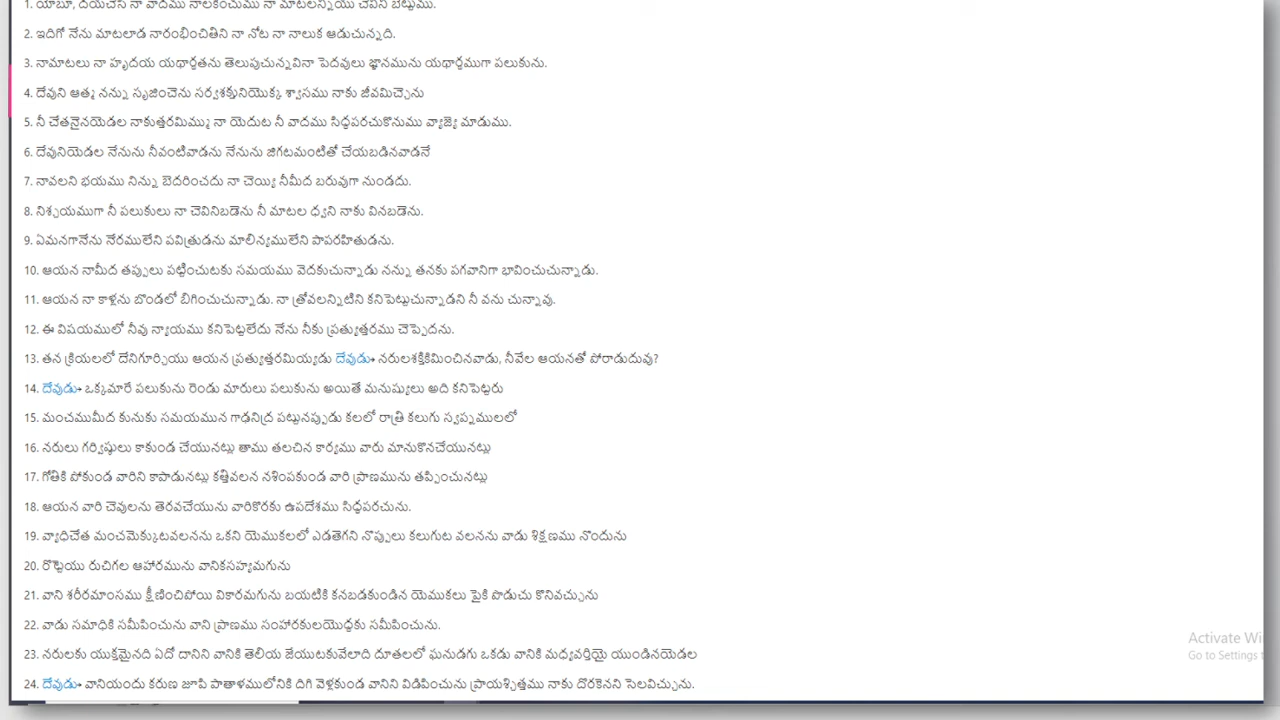 1. యోబూ, దయచేసి నా వాదము నాలకించుము నా మాటలన్నియు చెవిని బెట్టుము.
2. ఇదిగో నేను మాటలాడ నారంభించితిని నా నోట నా నాలుక ఆడుచున్నది.
3. నామాటలు నా హృదయ యథార్థతను తెలుపుచున్నవినా పెదవులు జ్ఞానమును యథార్థముగా పలుకును.
4. దేవుని ఆత్మ నన్ను సృజించెను సర్వశక్తునియొక్క శ్వాసము నాకు జీవమిచ్చెను
5. నీ చేతనైనయెడల నాకుత్తరమిమ్ము నా యెదుట నీ వాదము సిద్ధపరచుకొనుము వ్యాజ్యె మాడుము.
6. దేవునియెడల నేనును నీవంటివాడను నేనును జిగటమంటితో చేయబడినవాడనే
7. నావలని భయము నిన్ను బెదరించదు నా చెయ్యి నీమీద బరువుగా నుండదు.
8. నిశ్చయముగా నీ పలుకులు నా చెవినిబడెను నీ మాటల ధ్వని నాకు వినబడెను.
9. ఏమనగానేను నేరములేని పవిత్రుడను మాలిన్యములేని పాపరహితుడను.
10. ఆయన నామీద తప్పులు పట్టించుటకు సమయము వెదకుచున్నాడు నన్ను తనకు పగవానిగా భావించుచున్నాడు.
11. ఆయన నా కాళ్లను బొండలో బిగించుచున్నాడు. నా త్రోవలన్నిటిని కనిపెట్టుచున్నాడని నీ వను చున్నావు.
12. ఈ విషయములో నీవు న్యాయము కనిపెట్టలేదు నేను నీకు ప్రత్యుత్తరము చెప్పెదను.
13. తన క్రియలలో దేనిగూర్చియు ఆయన ప్రత్యుత్తరమియ్యడు దేవుడు→ నరులశక్తికిమించినవాడు, నీవేల ఆయనతో పోరాడుదువు?
14. దేవుడు→ ఒక్కమారే పలుకును రెండు మారులు పలుకును అయితే మనుష్యులు అది కనిపెట్టరు
15. మంచముమీద కునుకు సమయమున గాఢనిద్ర పట్టునప్పుడు కలలో రాత్రి కలుగు స్వప్నములలో
16. నరులు గర్విష్ఠులు కాకుండ చేయునట్లు తాము తలచిన కార్యము వారు మానుకొనచేయునట్లు
17. గోతికి పోకుండ వారిని కాపాడునట్లు కత్తివలన నశింపకుండ వారి ప్రాణమును తప్పించునట్లు
18. ఆయన వారి చెవులను తెరవచేయును వారికొరకు ఉపదేశము సిద్ధపరచును.
19. వ్యాధిచేత మంచమెక్కుటవలనను ఒకని యెముకలలో ఎడతెగని నొప్పులు కలుగుట వలనను వాడు శిక్షణము నొందును
20. రొట్టెయు రుచిగల ఆహారమును వానికసహ్యమగును
21. వాని శరీరమాంసము క్షీణించిపోయి వికారమగును బయటికి కనబడకుండిన యెముకలు పైకి పొడుచు కొనివచ్చును
22. వాడు సమాధికి సమీపించును వాని ప్రాణము సంహారకులయొద్దకు సమీపించును.
23. నరులకు యుక్తమైనది ఏదో దానిని వానికి తెలియ జేయుటకువేలాది దూతలలో ఘనుడగు ఒకడు వానికి మధ్యవర్తియై యుండినయెడల
24. దేవుడు→ వానియందు కరుణ జూపి పాతాళములోనికి దిగి వెళ్లకుండ వానిని విడిపించును ప్రాయశ్చిత్తము నాకు దొరకెనని సెలవిచ్చును.
Activate Wi
Go to Settings t